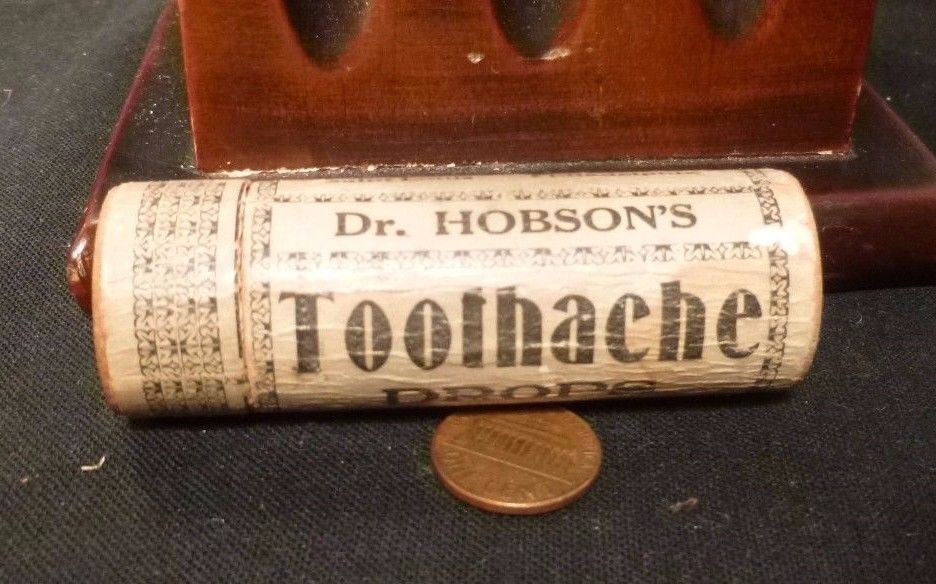 Dr. HOBSON'S
Toothache
DROPS